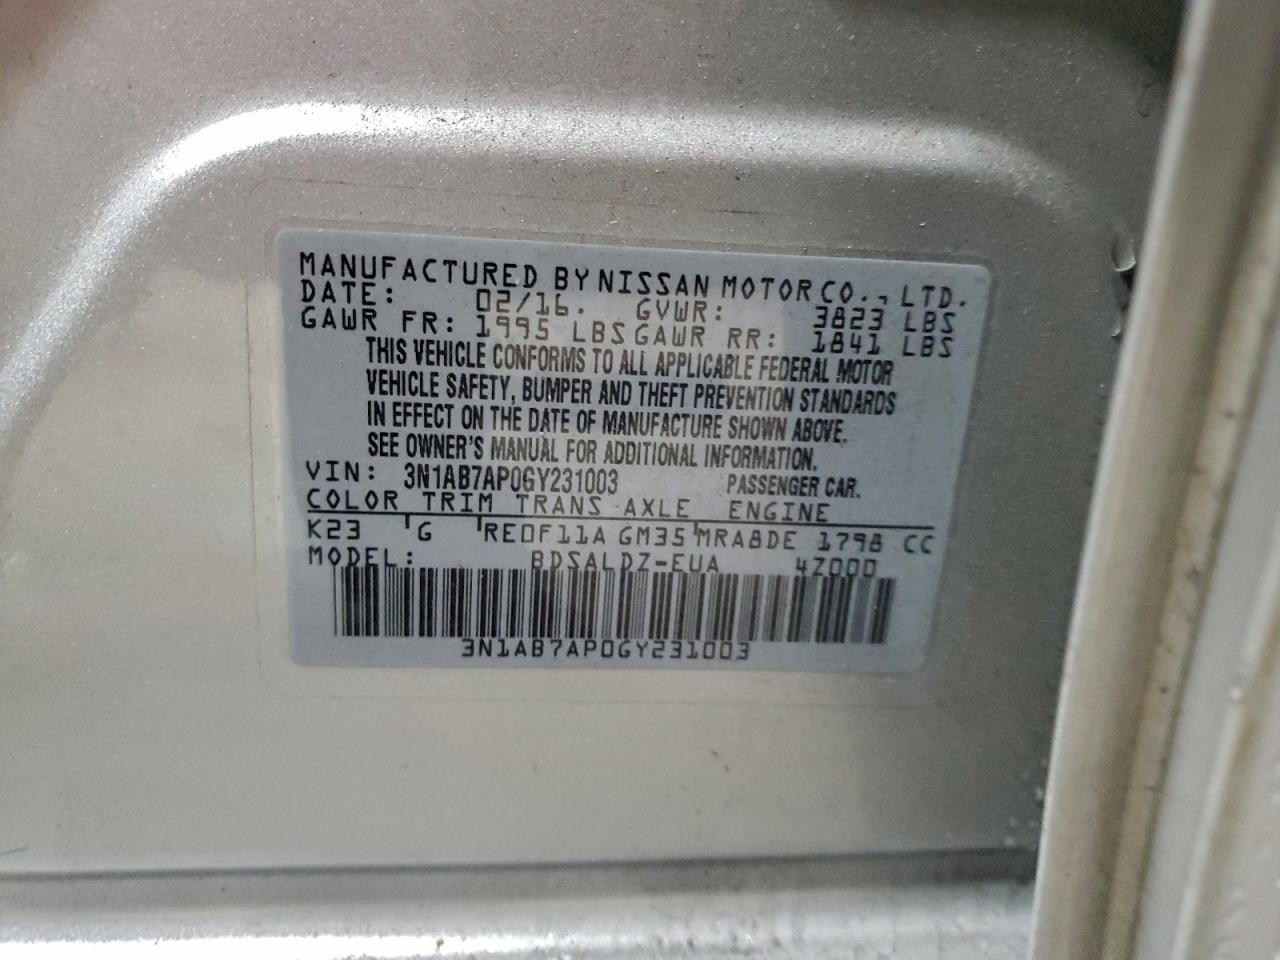 MANUFACTURED BY NISSAN MOTOR CO., LTD.
DATE: 02/16. GVWR: 3823 LBS
GAWR FR: 1995 LBS GAWR RR: 1841 LBS
THIS VEHICLE CONFORMS TO ALL APPLICABLE FEDERAL MOTOR
VEHICLE SAFETY, BUMPER AND THEFT PREVENTION STANDARDS
IN EFFECT ON THE DATE OF MANUFACTURE SHOWN ABOVE.
SEE OWNER'S MANUAL FOR ADDITIONAL INFORMATION.
VIN: 3N1AB7AP0GY231003 PASSENGER CAR.
COLOR TRIM TRANS AXLE ENGINE
K23 G RE0F11A GM35 MRA8DE 1798 CC
MODEL: BDSALDZ-EUA 4Z000
3N1AB7AP0GY231003